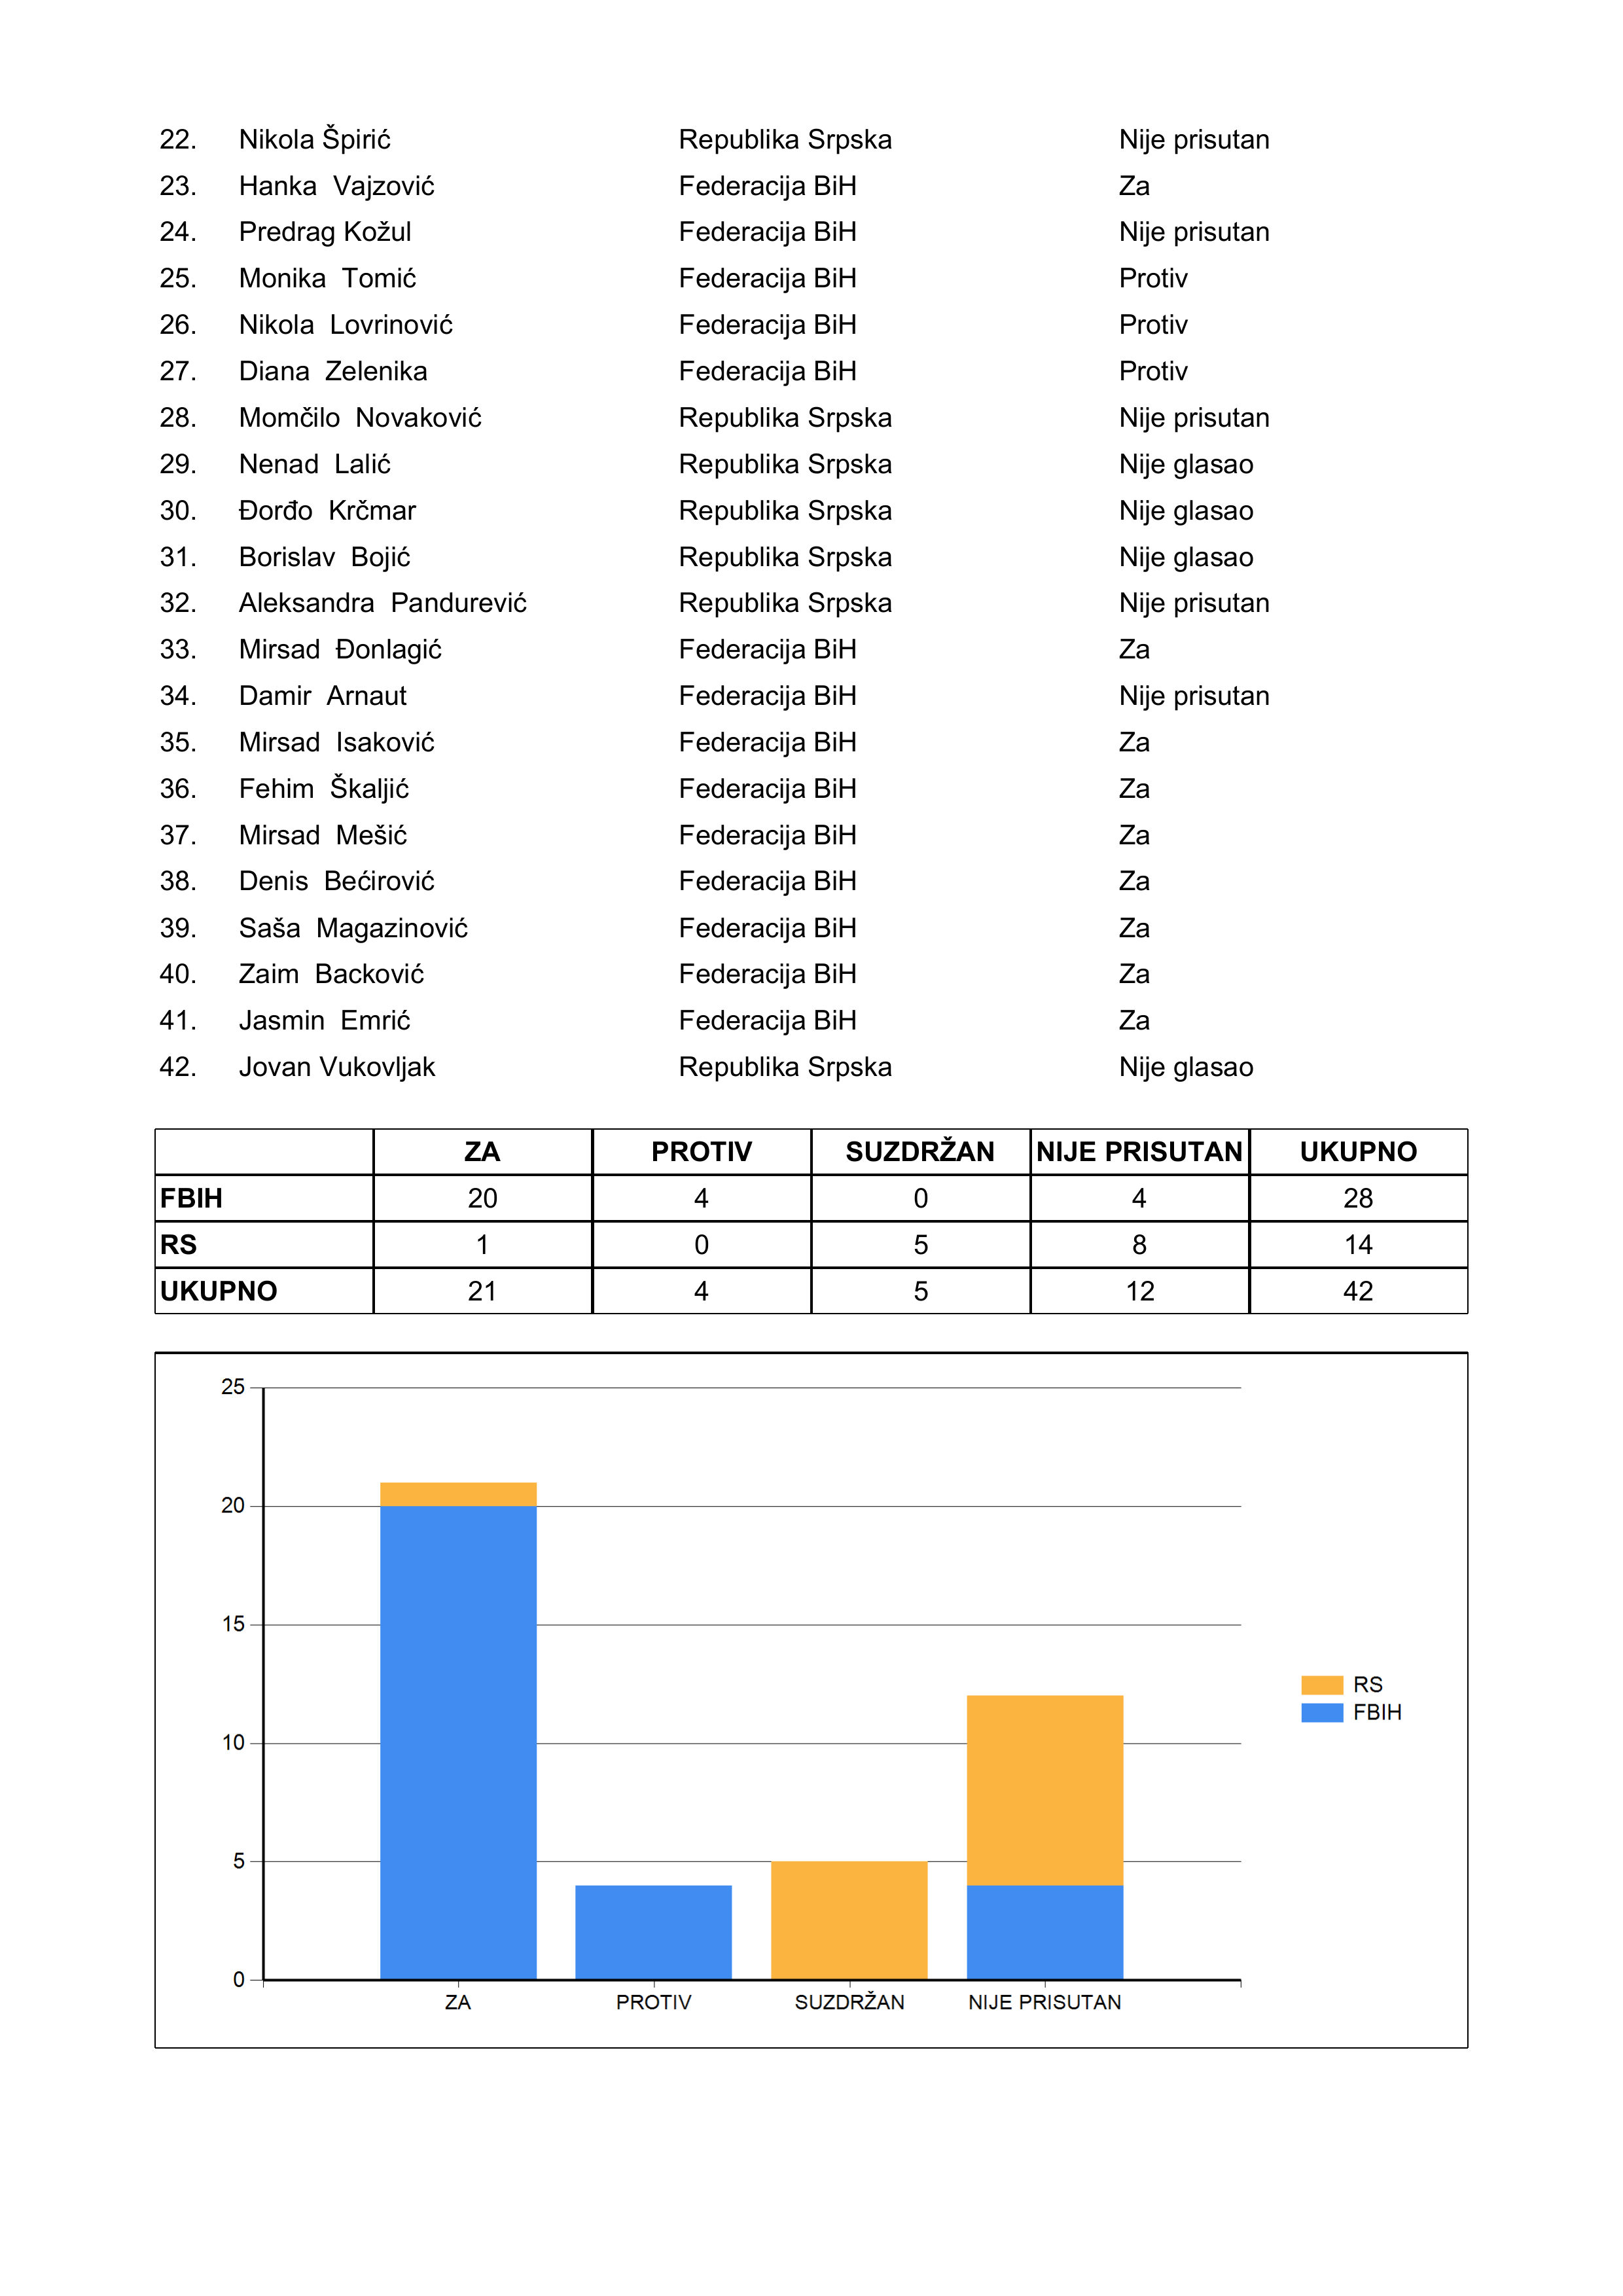 22. Nikola Špirić Republika Srpska Nije prisutan
23. Hanka Vajzović Federacija BiH Za
24. Predrag Kožul Federacija BiH Nije prisutan
25. Monika Tomić Federacija BiH Protiv
26. Nikola Lovrinović Federacija BiH Protiv
27. Diana Zelenika Federacija BiH Protiv
28. Momčilo Novaković Republika Srpska Nije prisutan
29. Nenad Lalić Republika Srpska Nije glasao
30. Đorđo Krčmar Republika Srpska Nije glasao
31. Borislav Bojić Republika Srpska Nije glasao
32. Aleksandra Pandurević Republika Srpska Nije prisutan
33. Mirsad Đonlagić Federacija BiH Za
34. Damir Arnaut Federacija BiH Nije prisutan
35. Mirsad Isaković Federacija BiH Za
36. Fehim Škaljić Federacija BiH Za
37. Mirsad Mešić Federacija BiH Za
38. Denis Bećirović Federacija BiH Za
39. Saša Magazinović Federacija BiH Za
40. Zaim Backović Federacija BiH Za
41. Jasmin Emrić Federacija BiH Za
42. Jovan Vukovljak Republika Srpska Nije glasao
ZA PROTIV SUZDRŽAN NIJE PRISUTAN UKUPNO
FBIH 20 4 0 4 28
RS 1 0 5 8 14
UKUPNO 21 4 5 12 42
25
20
15
10
5
0
ZA PROTIV SUZDRŽAN NIJE PRISUTAN
RS
FBIH